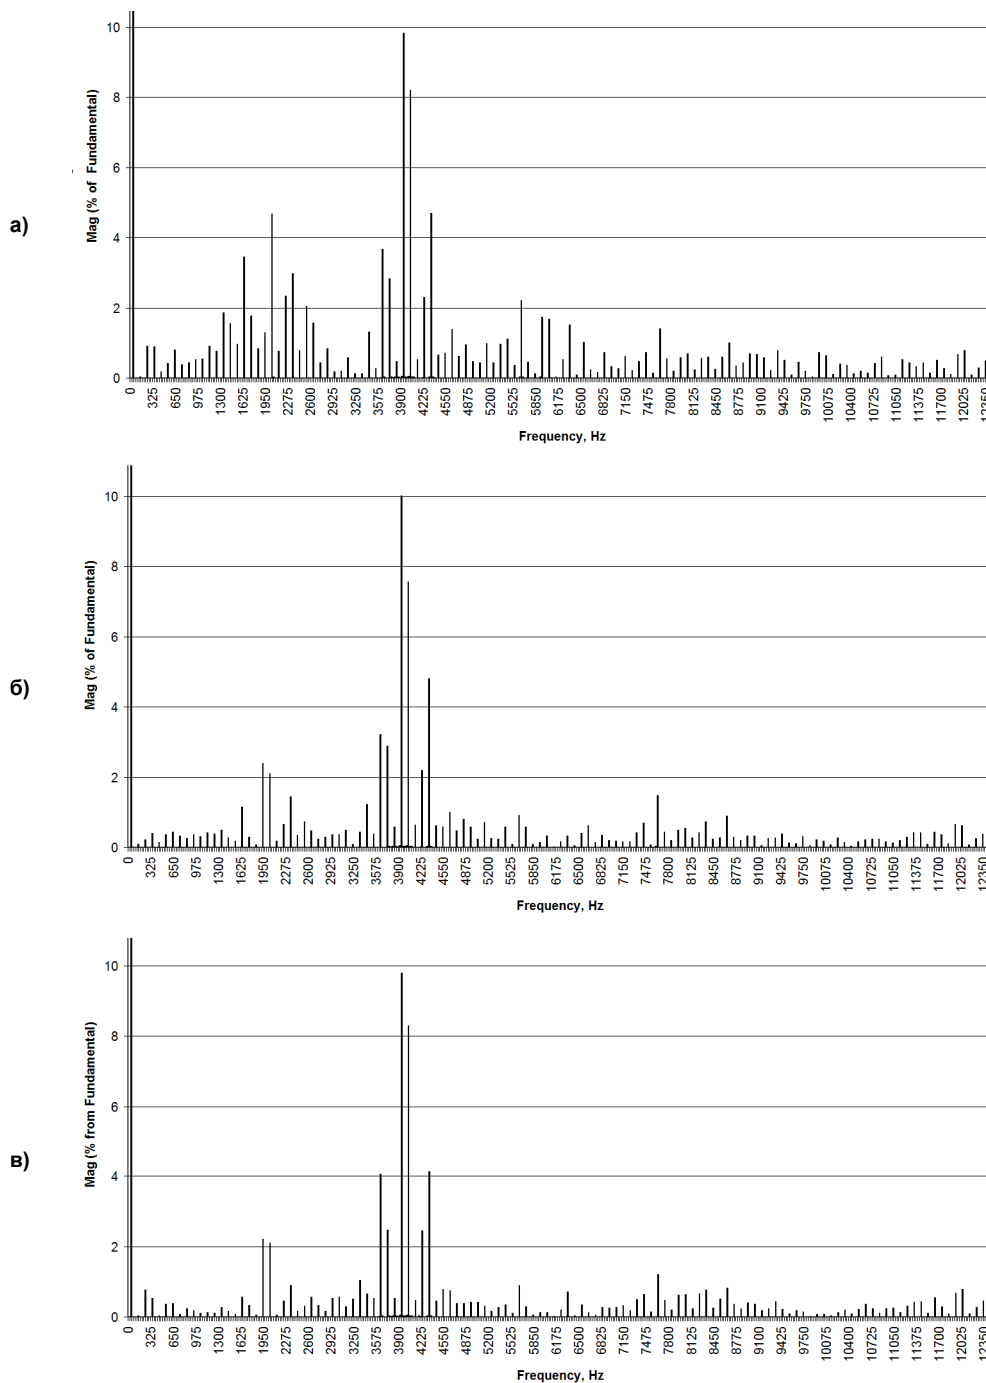 а)
Mag (% of Fundamental)
10
8
6
4
2
0
0 325 650 975 1300 1625 1950 2275 2600 2925 3250 3575 3900 4225 4550 4875 5200 5525 5850 6175 6500 6825 7150 7475 7800 8125 8450 8775 9100 9425 9750 10075 10400 10725 11050 11375 11700 12025 12350
Frequency, Hz
б)
Mag (% of Fundamental)
10
8
6
4
2
0
0 325 650 975 1300 1625 1950 2275 2600 2925 3250 3575 3900 4225 4550 4875 5200 5525 5850 6175 6500 6825 7150 7475 7800 8125 8450 8775 9100 9425 9750 10075 10400 10725 11050 11375 11700 12025 12350
Frequency, Hz
в)
Mag (% from Fundamental)
10
8
6
4
2
0
0 325 650 975 1300 1625 1950 2275 2600 2925 3250 3575 3900 4225 4550 4875 5200 5525 5850 6175 6500 6825 7150 7475 7800 8125 8450 8775 9100 9425 9750 10075 10400 10725 11050 11375 11700 12025 12350
Frequency, Hz